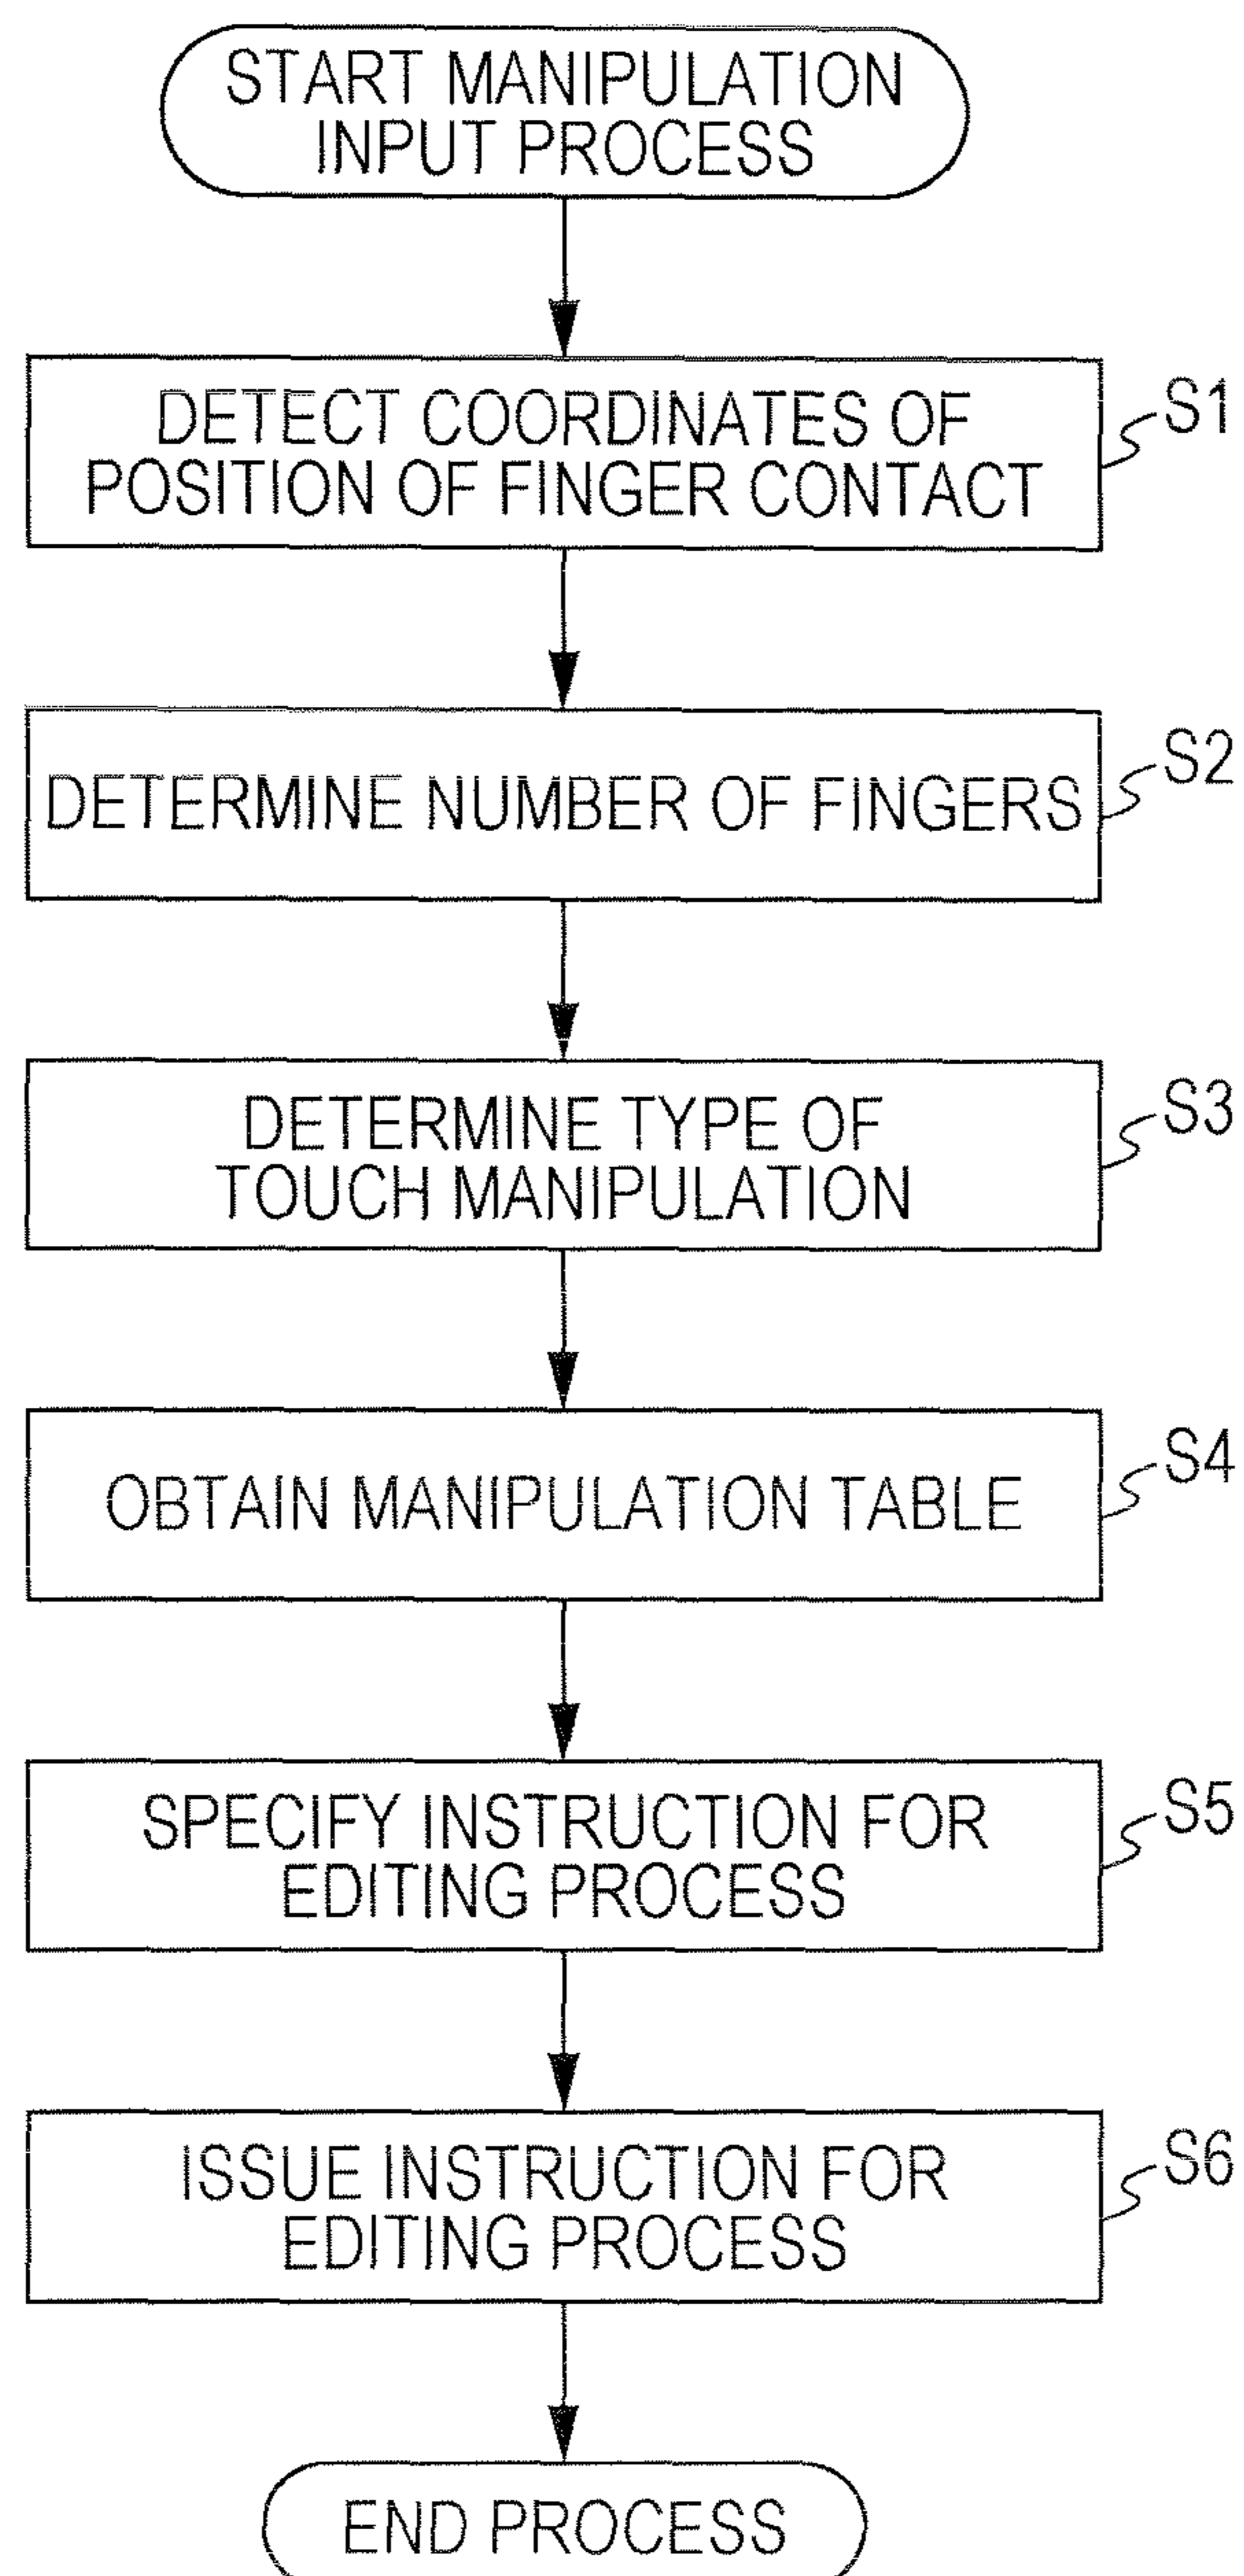 START MANIPULATION
INPUT PROCESS
DETECT COORDINATES OF
POSITION OF FINGER CONTACT
S1
DETERMINE NUMBER OF FINGERS
S2
DETERMINE TYPE OF
TOUCH MANIPULATION
S3
OBTAIN MANIPULATION TABLE
S4
SPECIFY INSTRUCTION FOR
EDITING PROCESS
S5
ISSUE INSTRUCTION FOR
EDITING PROCESS
S6
END PROCESS